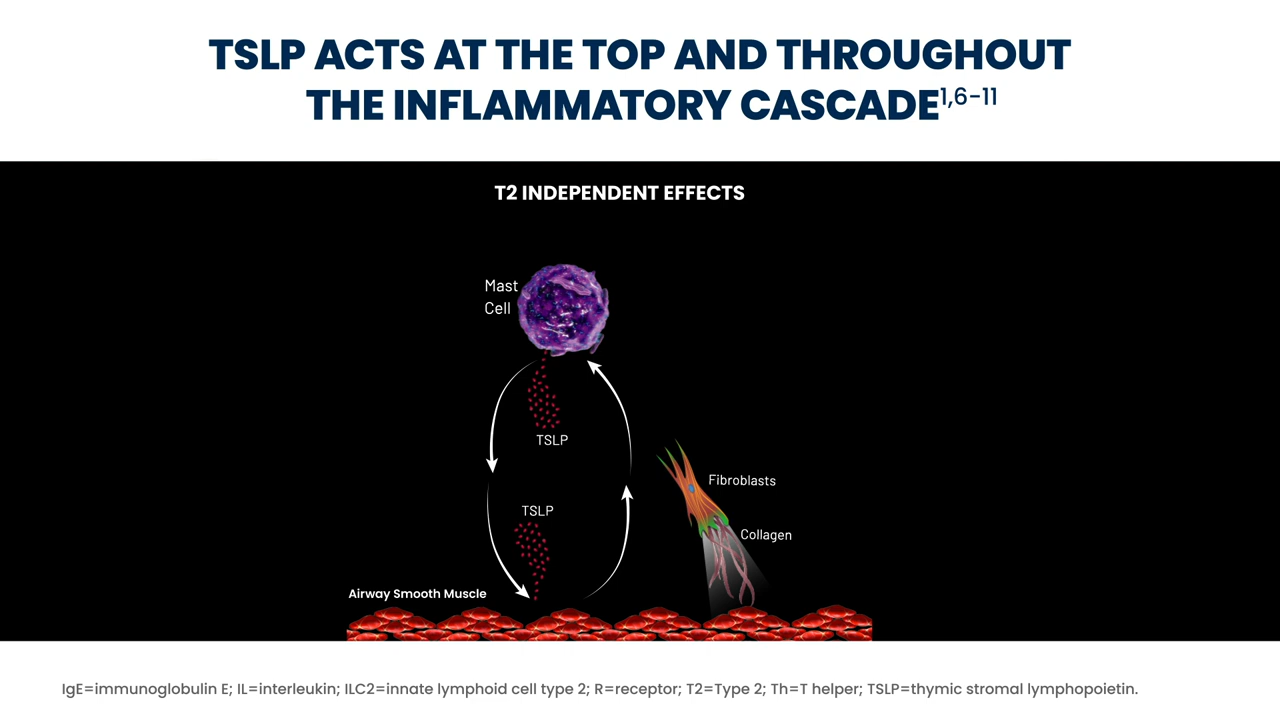 TSLP ACTS AT THE TOP AND THROUGHOUT
THE INFLAMMATORY CASCADE1,6-11
T2 INDEPENDENT EFFECTS
Mast
Cell
TSLP
Fibroblasts
TSLP
Collagen
Airway Smooth Muscle
IgE=immunoglobulin E; IL=interleukin; ILC2=innate lymphoid cell type 2; R=receptor; T2=Type 2; Th=T helper; TSLP=thymic stromal lymphopoietin.